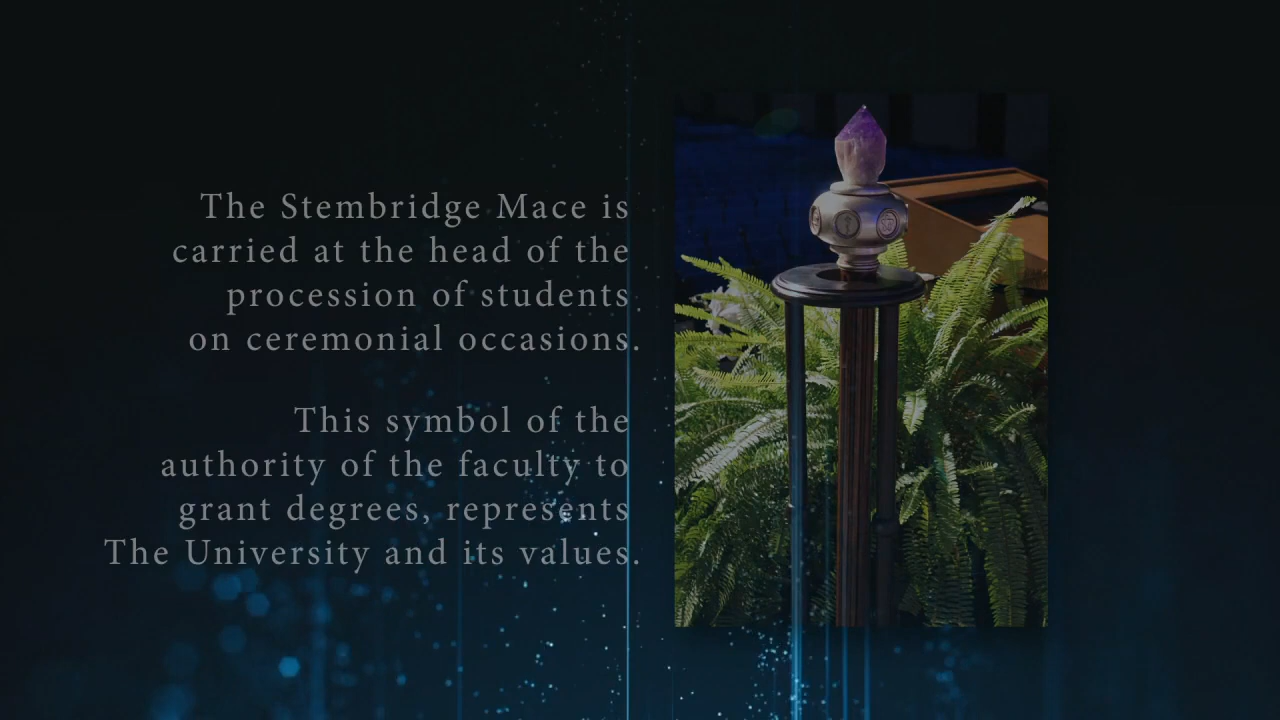 The Stembridge Mace is
carried at the head of the
procession of students
on ceremonial occasions.
This symbol of the
authority of the faculty to
grant degrees, represents
The University and its values.